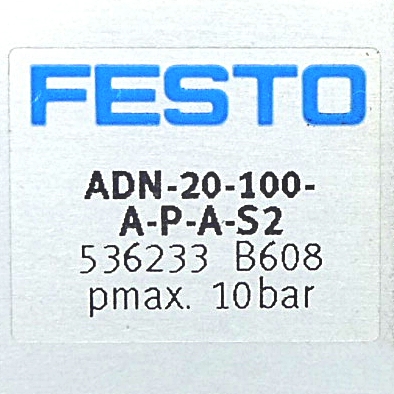 FESTO
ADN-20-100-
A-P-A-S2
536233 B608
pmax. 10bar